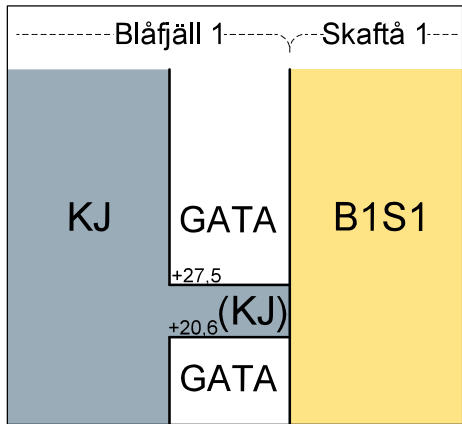 Blåfjäll 1 Skaftå 1
KJ GATA B1S1
+27,5
+20,6 (KJ)
GATA